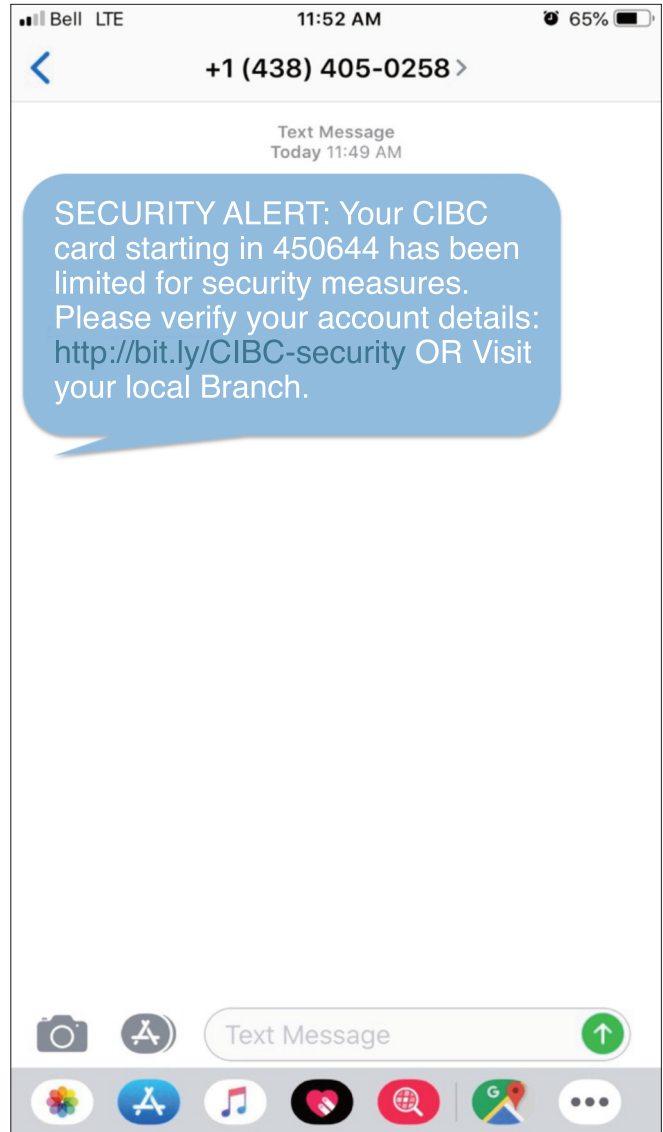 Bell LTE 11:52 AM 65%
+1 (438) 405-0258 >
Text Message
Today 11:49 AM
SECURITY ALERT: Your CIBC
card starting in 450644 has been
limited for security measures.
Please verify your account details:
http://bit.ly/CIBC-security OR Visit
your local Branch.
Text Message
G